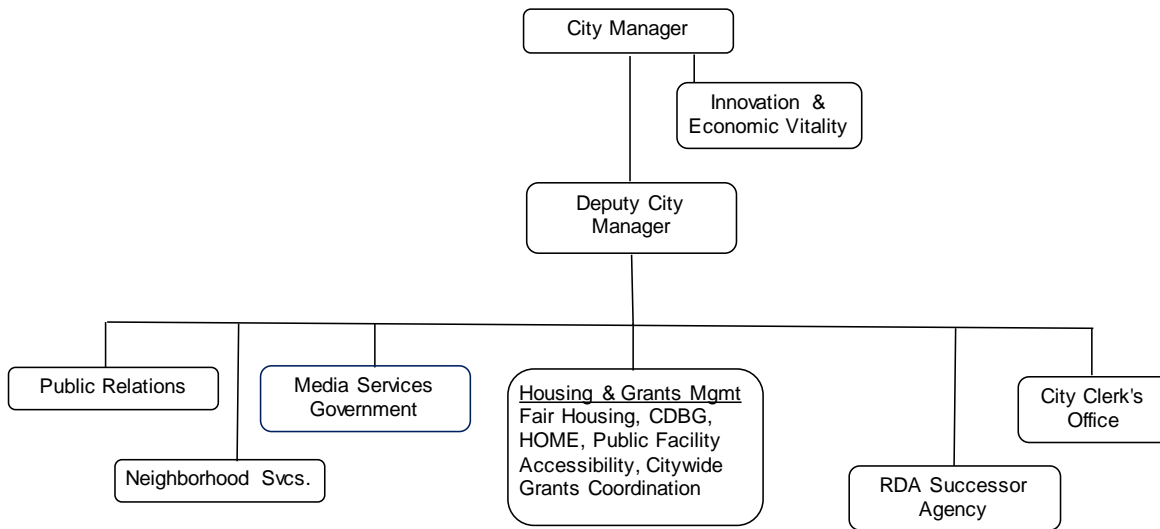 City Manager
Innovation &
Economic Vitality
Deputy City
Manager
Public Relations
Media Services
Government
Housing & Grants Mgmt
Fair Housing, CDBG,
HOME, Public Facility
Accessibility, Citywide
Grants Coordination
City Clerk's
Office
Neighborhood Svcs.
RDA Successor
Agency